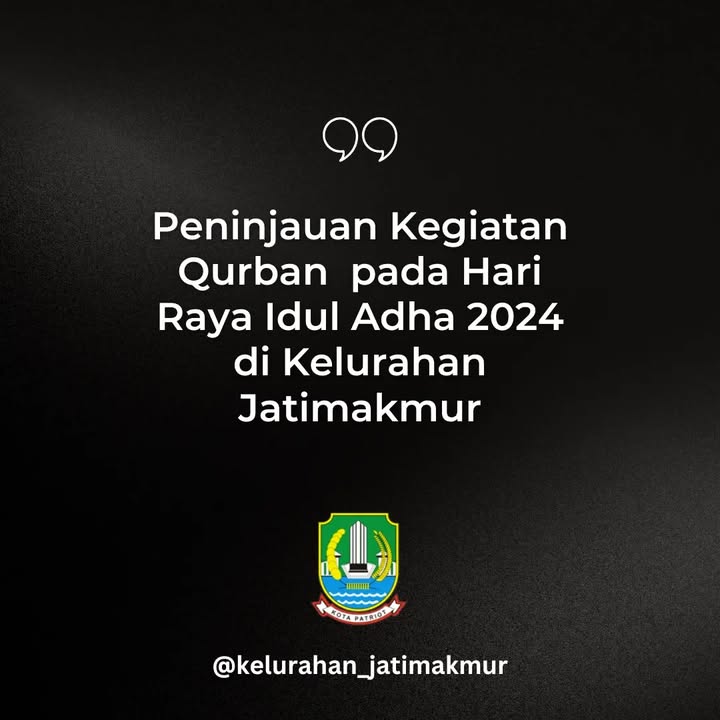 Peninjauan Kegiatan
Qurban  pada Hari
Raya Idul Adha 2024
di Kelurahan
Jatimakmur
KOTA PATRIOT
@kelurahan_jatimakmur